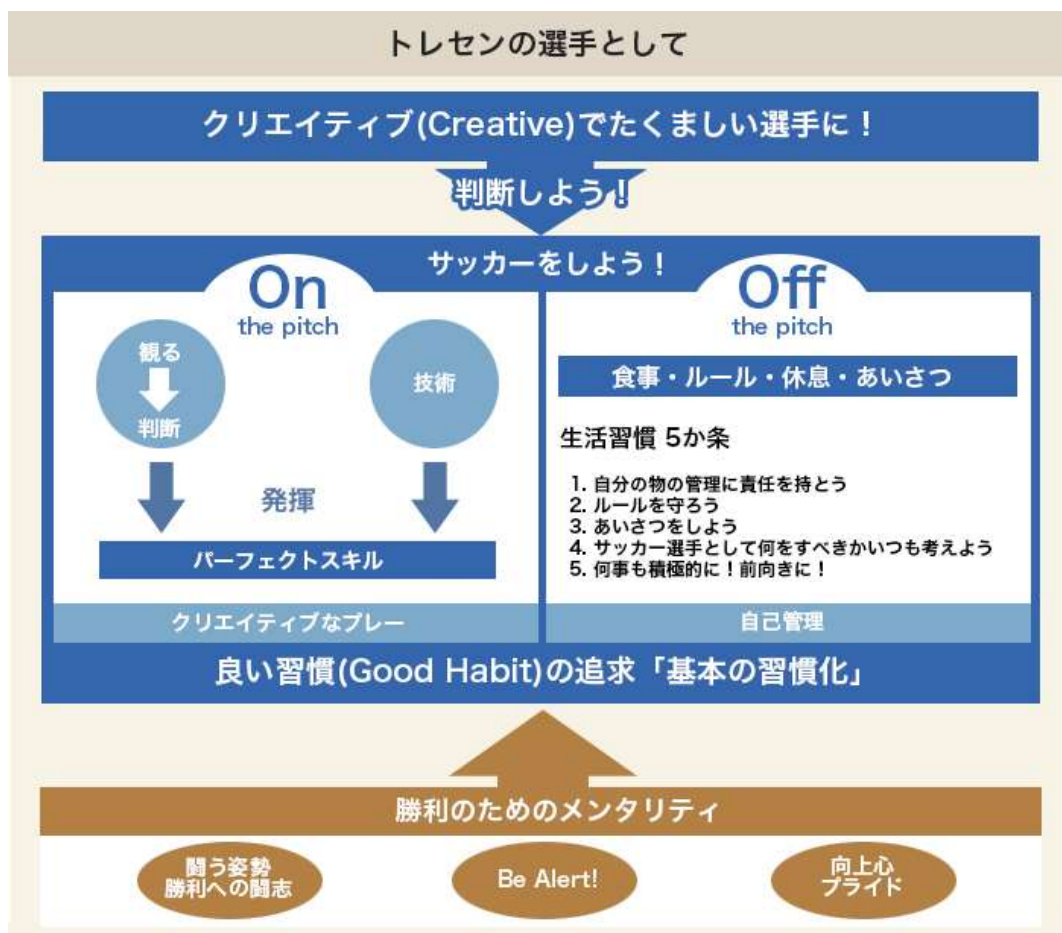 トレセンの選手として
クリエイティブ(Creative)でたくましい選手に！
判断しよう！
サッカーをしよう！
On
the pitch
観る
判断
技術
発揮
パーフェクトスキル
クリエイティブなプレー
Off
the pitch
食事・ルール・休息・あいさつ
生活習慣 5か条
1. 自分の物の管理に責任を持とう
2. ルールを守ろう
3. あいさつをしよう
4. サッカー選手として何をすべきかいつも考えよう
5. 何事も積極的に！前向きに！
自己管理
良い習慣(Good Habit)の追求「基本の習慣化」
勝利のためのメンタリティ
闘う姿勢
勝利への闘志
Be Alert!
向上心
プライド